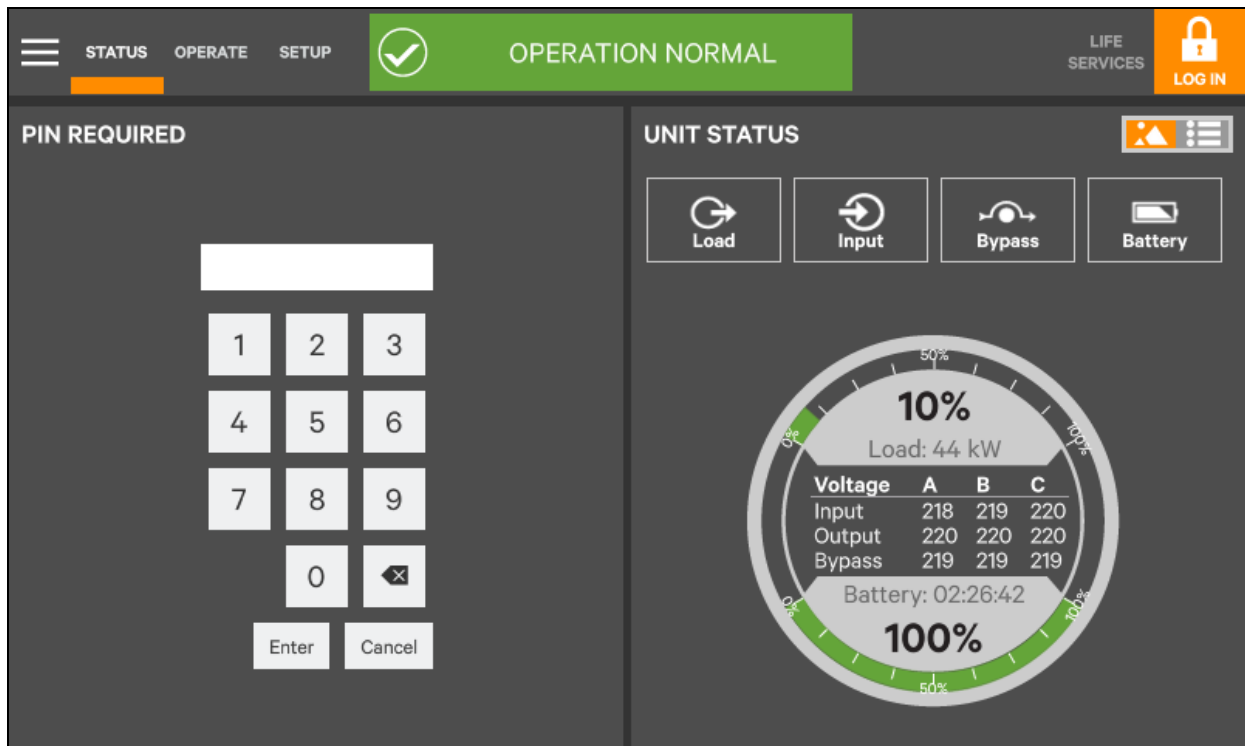 STATUS OPERATE SETUP
OPERATION NORMAL
LIFE
SERVICES
LOG IN
PIN REQUIRED
1 2 3
4 5 6
7 8 9
0
Enter Cancel
UNIT STATUS
Load Input Bypass Battery
50%
0% 100%
10%
Load: 44 kW
Voltage A B C
Input 218 219 220
Output 220 220 220
Bypass 219 219 219
Battery: 02:26:42
0% 100%
100%
50%